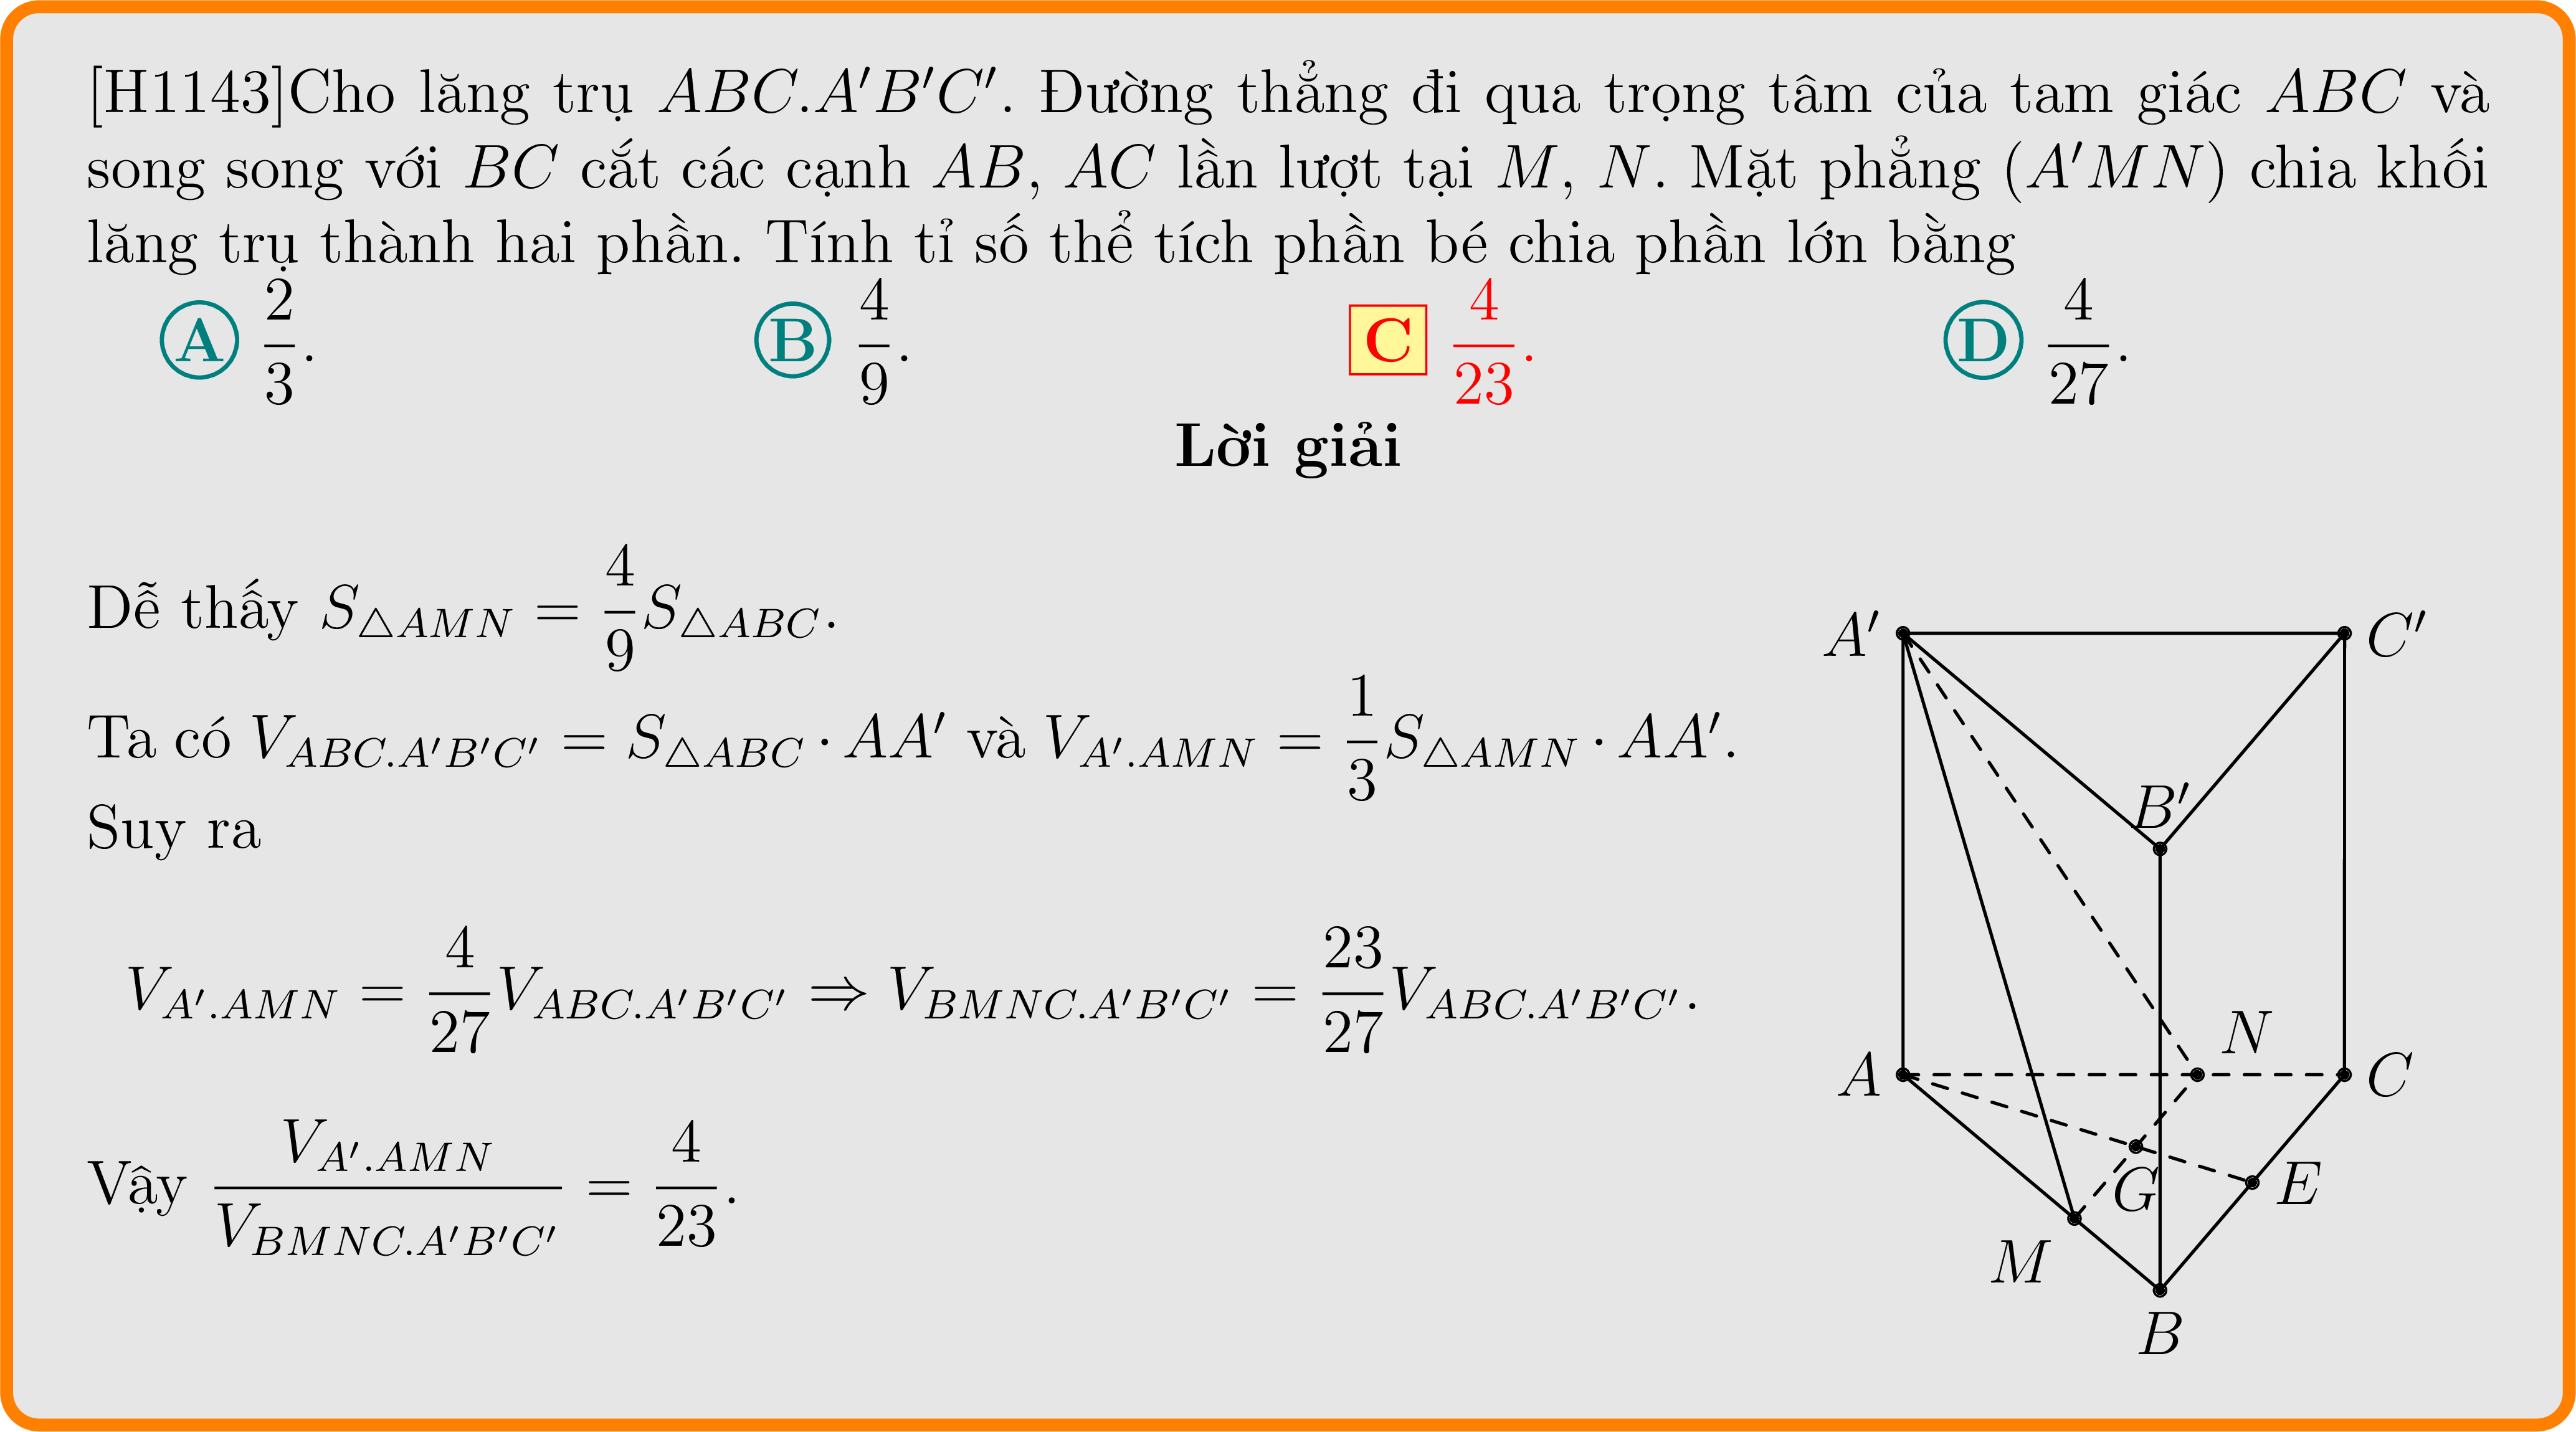 [H1143]Cho lăng trụ $ABC.A'B'C'$. Đường thẳng đi qua trọng tâm của tam giác $ABC$ và
song song với $BC$ cắt các cạnh $AB$, $AC$ lần lượt tại $M$, $N$. Mặt phẳng $(A'MN)$ chia khối
lăng trụ thành hai phần. Tính tỉ số thể tích phần bé chia phần lớn bằng
A $\frac{2}{3}$. B $\frac{4}{9}$. C $\frac{4}{23}$. D $\frac{4}{27}$.
Lời giải
Dễ thấy $S_{\triangle AMN} = \frac{4}{9}S_{\triangle ABC}$.
Ta có $V_{ABC.A'B'C'} = S_{\triangle ABC} \cdot AA'$ và $V_{A'.AMN} = \frac{1}{3}S_{\triangle AMN} \cdot AA'$.
Suy ra
$V_{A'.AMN} = \frac{4}{27}V_{ABC.A'B'C'} \Rightarrow V_{BMNC.A'B'C'} = \frac{23}{27}V_{ABC.A'B'C'}$.
Vậy $\frac{V_{A'.AMN}}{V_{BMNC.A'B'C'}} = \frac{4}{23}$.
A'
C'
B'
N
A
C
G
E
M
B